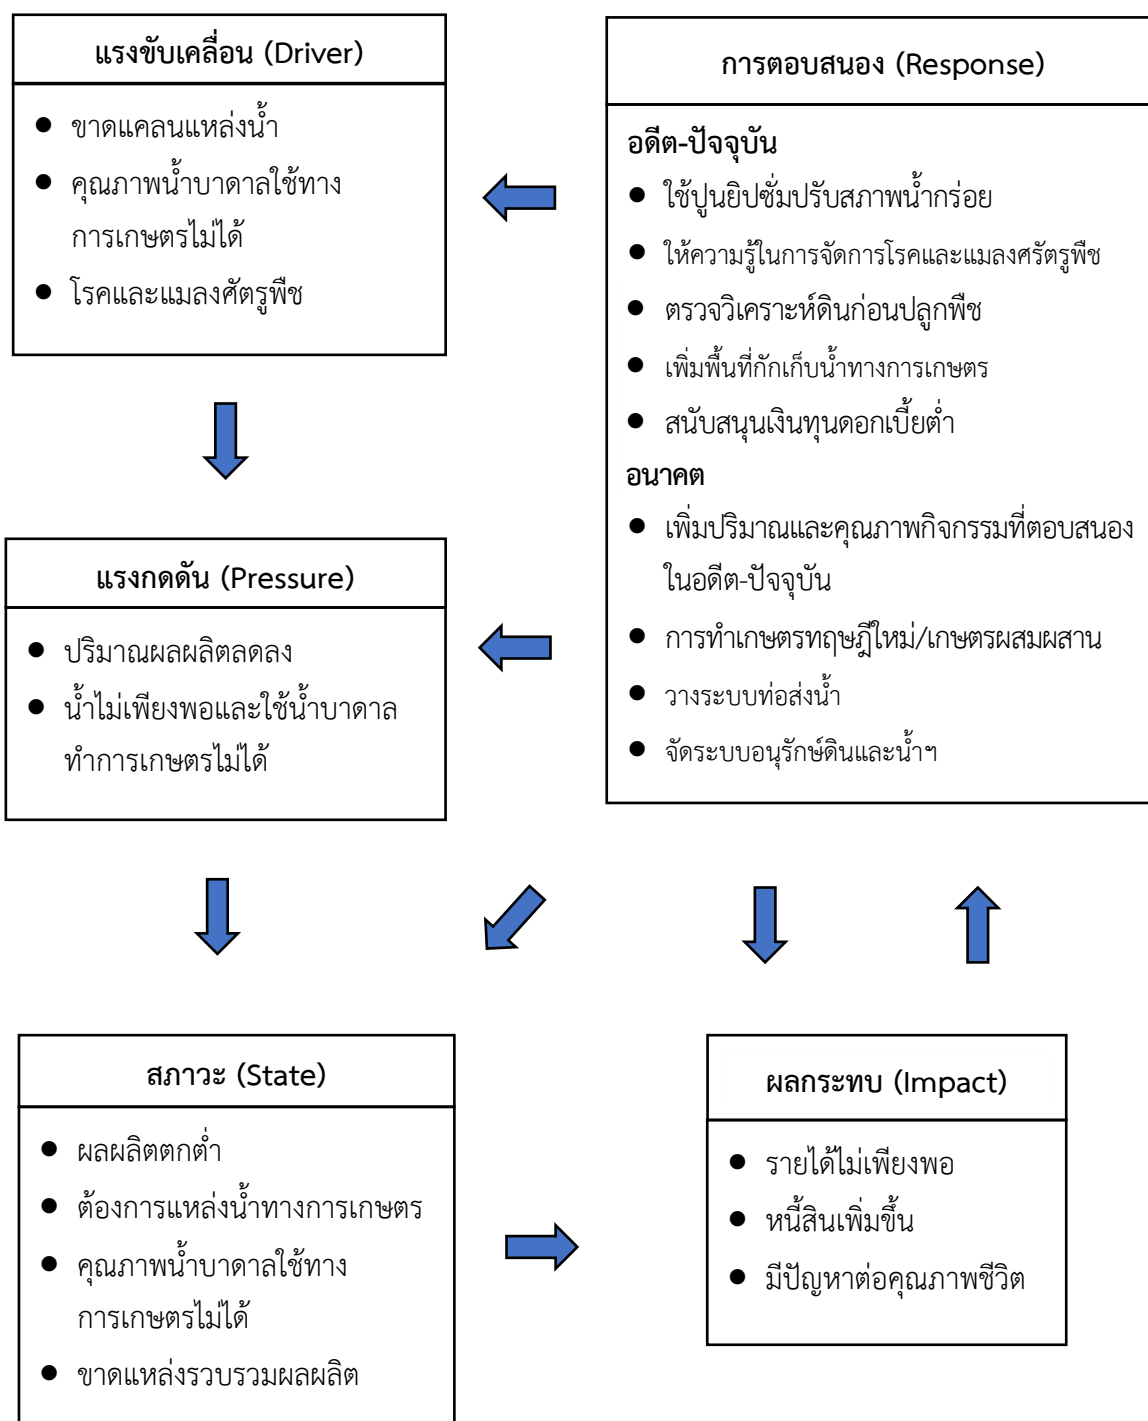 แรงขับเคลื่อน (Driver)
● ขาดแคลนแหล่งน้ำ
● คุณภาพน้ำบาดาลใช้ทาง
การเกษตรไม่ได้
● โรคและแมลงศัตรูพืช
การตอบสนอง (Response)
อดีต-ปัจจุบัน
● ใช้ปูนยิปซั่มปรับสภาพน้ำกร่อย
● ให้ความรู้ในการจัดการโรคและแมลงศรัตรูพืช
● ตรวจวิเคราะห์ดินก่อนปลูกพืช
● เพิ่มพื้นที่กักเก็บน้ำทางการเกษตร
● สนับสนุนเงินทุนดอกเบี้ยต่ำ
อนาคต
● เพิ่มปริมาณและคุณภาพกิจกรรมที่ตอบสนอง
ในอดีต-ปัจจุบัน
● การทำเกษตรทฤษฎีใหม่/เกษตรผสมผสาน
● วางระบบท่อส่งน้ำ
● จัดระบบอนุรักษ์ดินและน้ำฯ
แรงกดดัน (Pressure)
● ปริมาณผลผลิตลดลง
● น้ำไม่เพียงพอและใช้น้ำบาดาล
ทำการเกษตรไม่ได้
สภาวะ (State)
● ผลผลิตตกต่ำ
● ต้องการแหล่งน้ำทางการเกษตร
● คุณภาพน้ำบาดาลใช้ทาง
การเกษตรไม่ได้
● ขาดแหล่งรวบรวมผลผลิต
ผลกระทบ (Impact)
● รายได้ไม่เพียงพอ
● หนี้สินเพิ่มขึ้น
● มีปัญหาต่อคุณภาพชีวิต